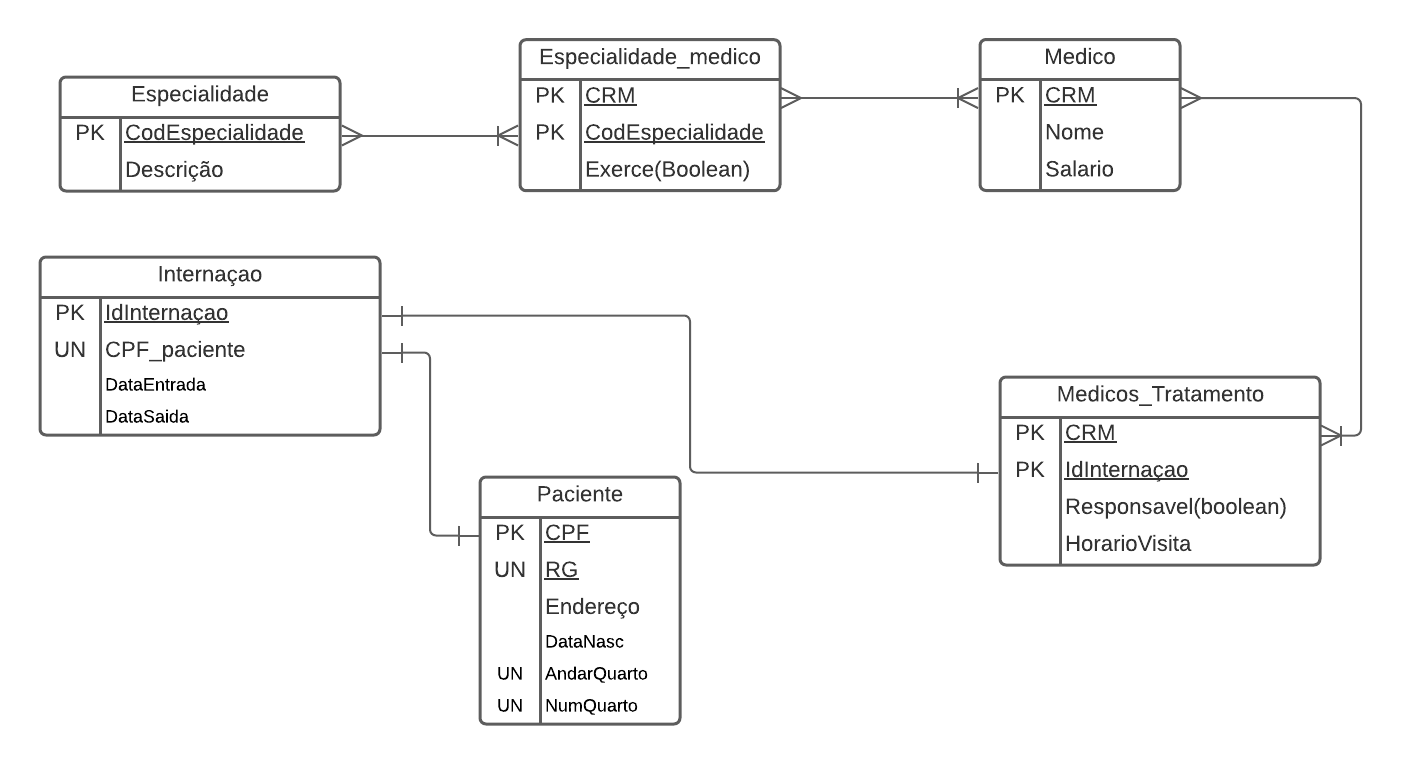 Especialidade
PK CodEspecialidade
Descrição
Especialidade_medico
PK CRM
PK CodEspecialidade
Exerce(Boolean)
Medico
PK CRM
Nome
Salario
Internaçao
PK IdInternaçao
UN CPF_paciente
DataEntrada
DataSaida
Paciente
PK CPF
UN RG
Endereço
DataNasc
UN AndarQuarto
UN NumQuarto
Medicos_Tratamento
PK CRM
PK IdInternaçao
Responsavel(boolean)
HorarioVisita